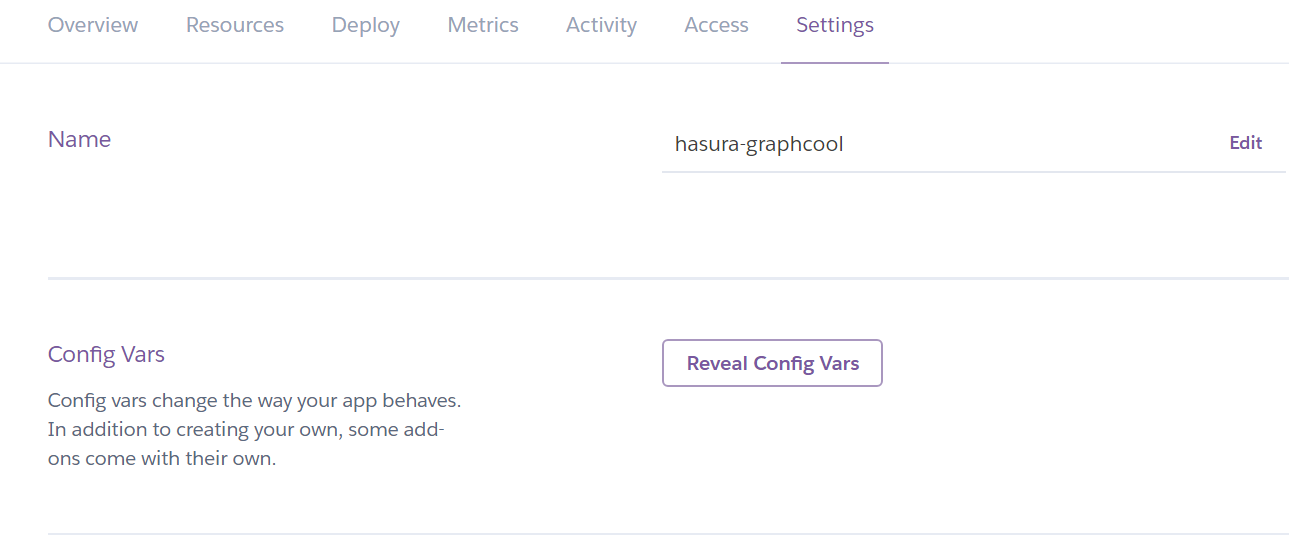 Overview Resources Deploy Metrics Activity Access Settings
Name
hasura-graphcool Edit
Config Vars
Reveal Config Vars
Config vars change the way your app behaves.
In addition to creating your own, some add-
ons come with their own.